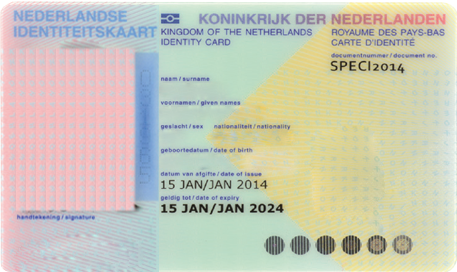 NEDERLANDSE IDENTITEITSKAART
KONINKRIJK DER NEDERLANDEN
KINGDOM OF THE NETHERLANDS
IDENTITY CARD
ROYAUME DES PAYS-BAS
CARTE D'IDENTITÉ
documentnummer / document no.
SPECI2014
naam / surname
voornamen / given names
geslacht / sex nationaliteit / nationality
geboortedatum / date of birth
datum van afgifte / date of issue
15 JAN/JAN 2014
geldig tot / date of expiry
15 JAN/JAN 2024
handtekening / signature